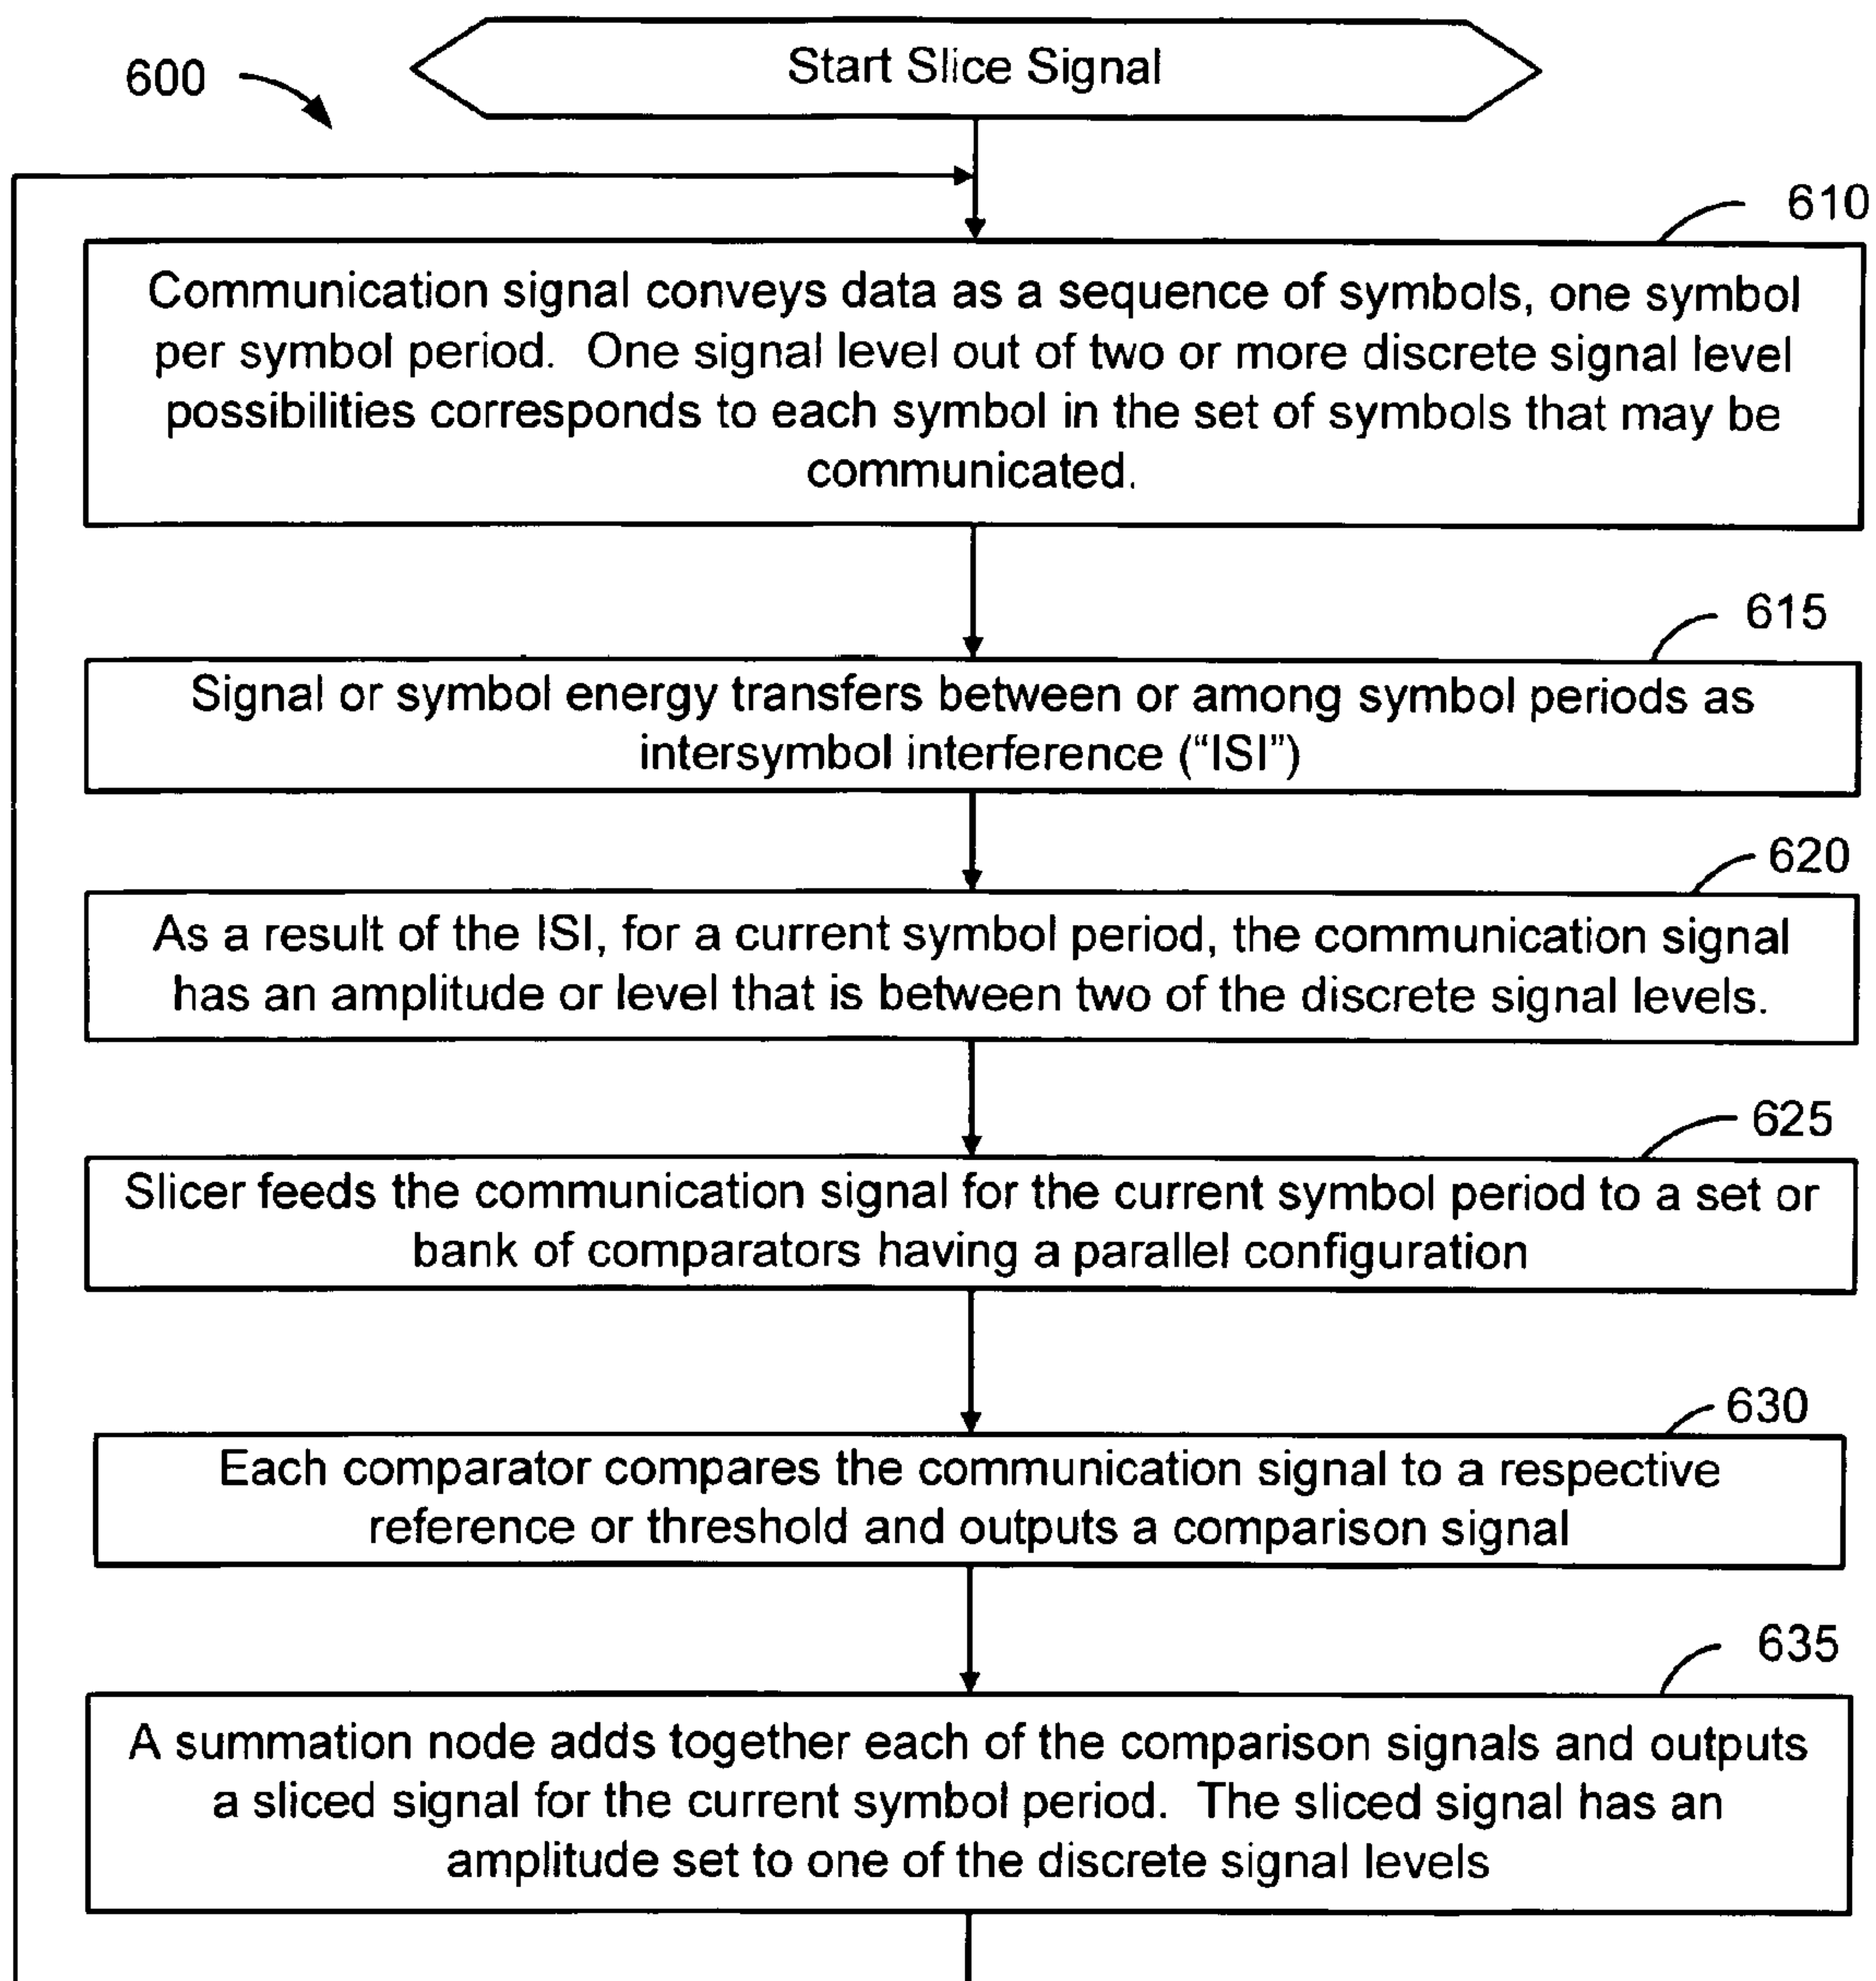 600
Start Slice Signal
610
Communication signal conveys data as a sequence of symbols, one symbol
per symbol period. One signal level out of two or more discrete signal level
possibilities corresponds to each symbol in the set of symbols that may be
communicated.
615
Signal or symbol energy transfers between or among symbol periods as
intersymbol interference (“ISI”)
620
As a result of the ISI, for a current symbol period, the communication signal
has an amplitude or level that is between two of the discrete signal levels.
625
Slicer feeds the communication signal for the current symbol period to a set or
bank of comparators having a parallel configuration
630
Each comparator compares the communication signal to a respective
reference or threshold and outputs a comparison signal
635
A summation node adds together each of the comparison signals and outputs
a sliced signal for the current symbol period. The sliced signal has an
amplitude set to one of the discrete signal levels